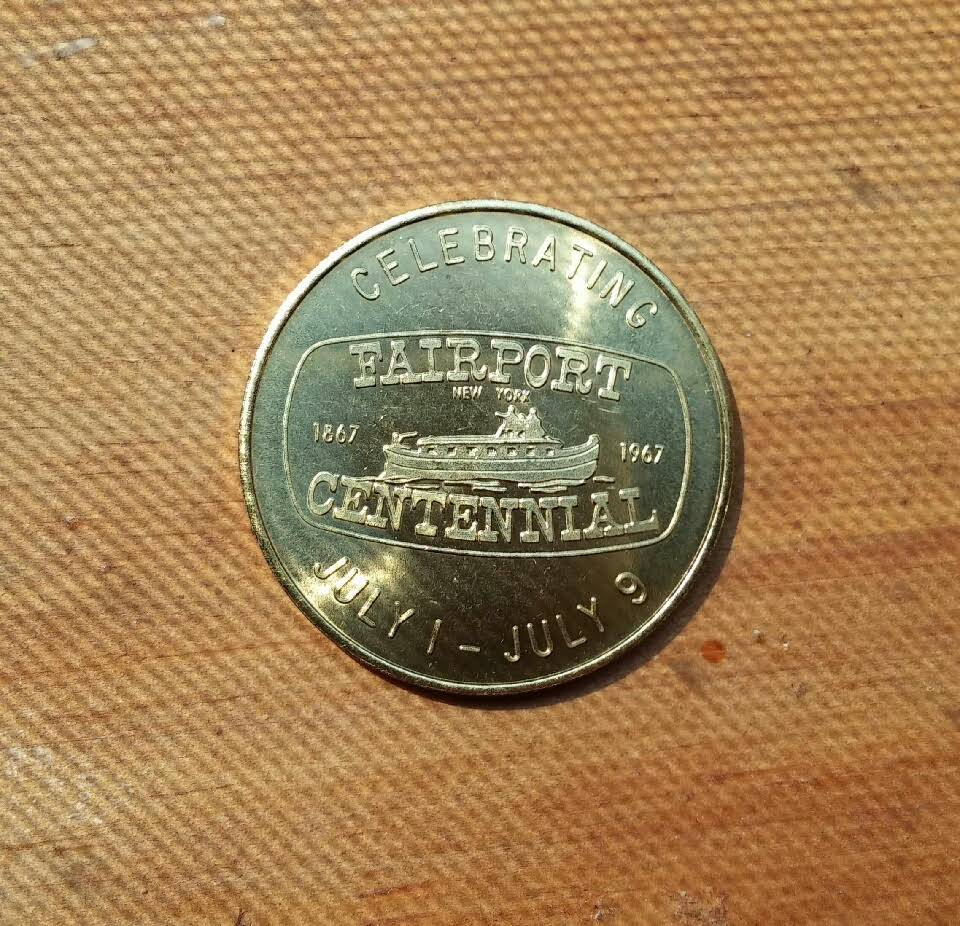 CELEBRATING
FAIRPORT
NEW YORK
1867 1967
CENTENNIAL
JULY 1 - JULY 9